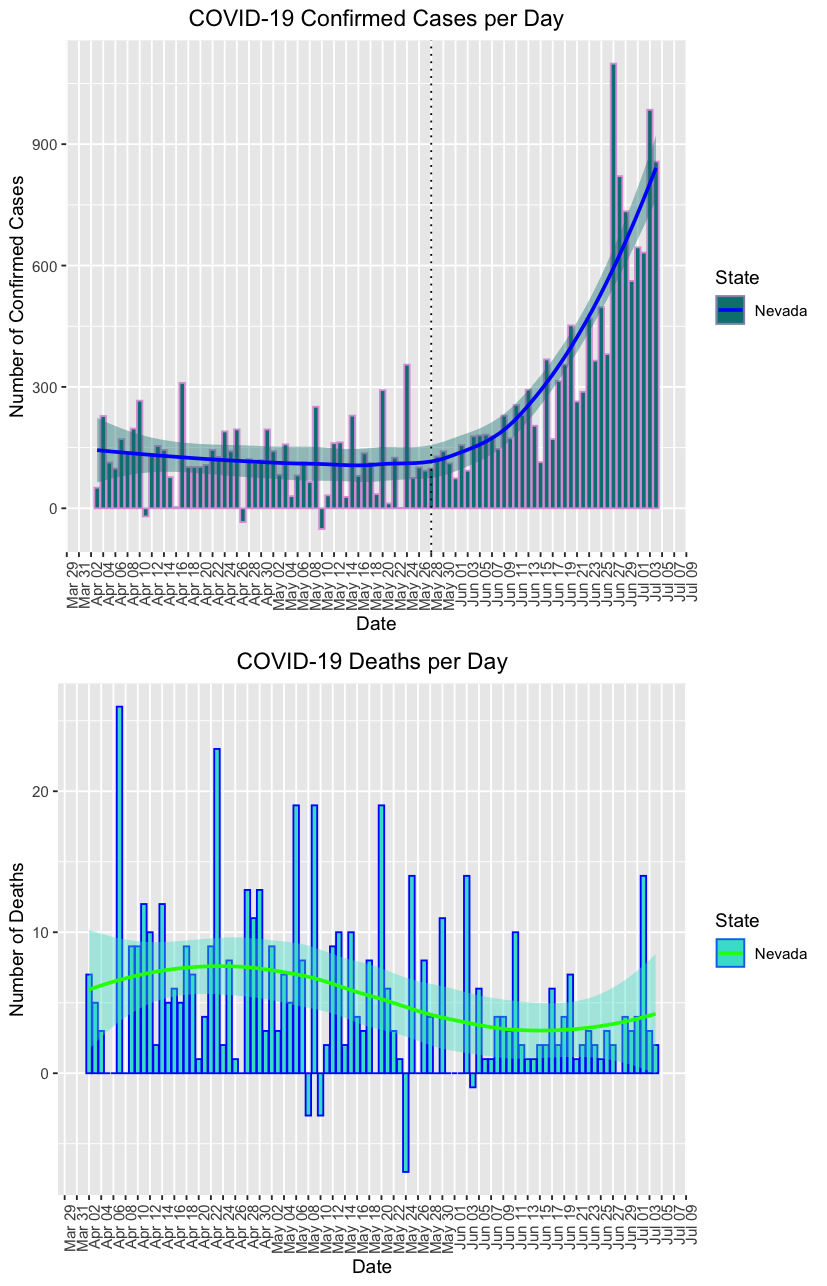 COVID-19 Confirmed Cases per Day
Number of Confirmed Cases
900
600
300
0
Mar 29
Mar 31
Apr 02
Apr 04
Apr 06
Apr 08
Apr 10
Apr 12
Apr 14
Apr 16
Apr 18
Apr 20
Apr 22
Apr 24
Apr 26
Apr 28
Apr 30
May 02
May 04
May 06
May 08
May 10
May 12
May 14
May 16
May 18
May 20
May 22
May 24
May 26
May 28
May 30
Jun 01
Jun 03
Jun 05
Jun 07
Jun 09
Jun 11
Jun 13
Jun 15
Jun 17
Jun 19
Jun 21
Jun 23
Jun 25
Jun 27
Jun 29
Jul 01
Jul 03
Jul 05
Jul 07
Jul 09
Date
State
Nevada
COVID-19 Deaths per Day
Number of Deaths
20
10
0
Mar 29
Mar 31
Apr 02
Apr 04
Apr 06
Apr 08
Apr 10
Apr 12
Apr 14
Apr 16
Apr 18
Apr 20
Apr 22
Apr 24
Apr 26
Apr 28
Apr 30
May 02
May 04
May 06
May 08
May 10
May 12
May 14
May 16
May 18
May 20
May 22
May 24
May 26
May 28
May 30
Jun 01
Jun 03
Jun 05
Jun 07
Jun 09
Jun 11
Jun 13
Jun 15
Jun 17
Jun 19
Jun 21
Jun 23
Jun 25
Jun 27
Jun 29
Jul 01
Jul 03
Jul 05
Jul 07
Jul 09
Date
State
Nevada